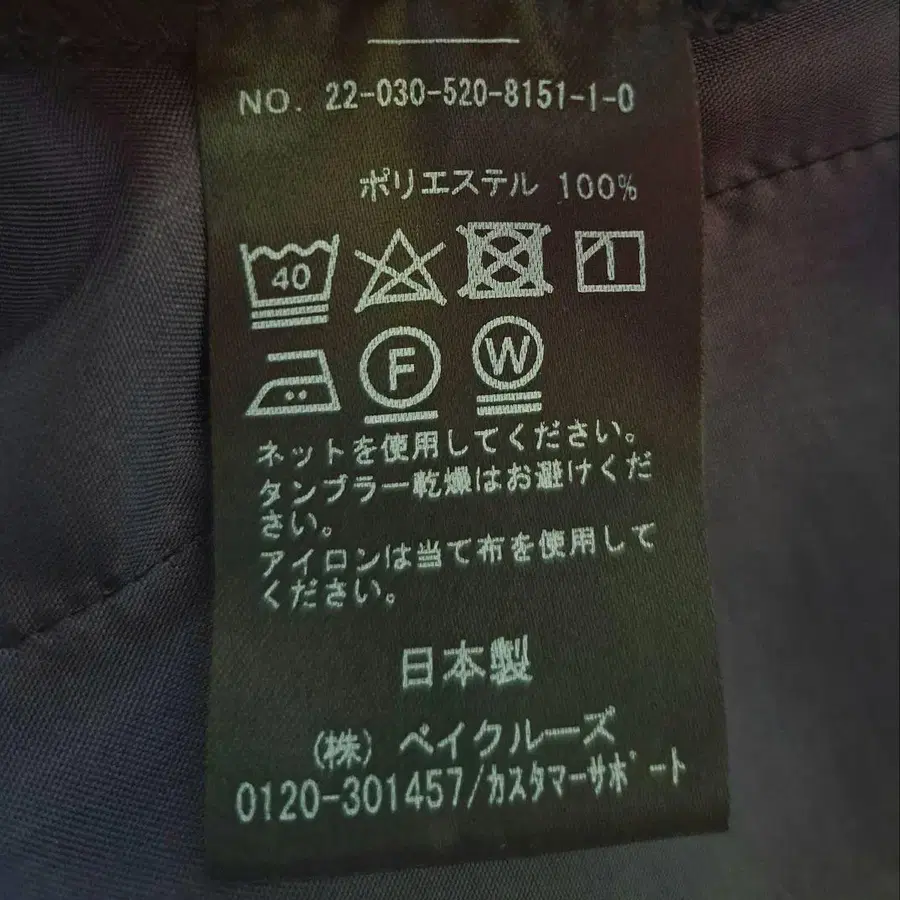 NO. 22-030-520-8151-1-0
ポリエステル 100%
40
F W
ネットを使用してください。
タンブラー乾燥はお避けくだ
さい。
アイロンは当て布を使用して
ください。
日本製
(株) ベイクルーズ
0120-301457/カスタマーサポート